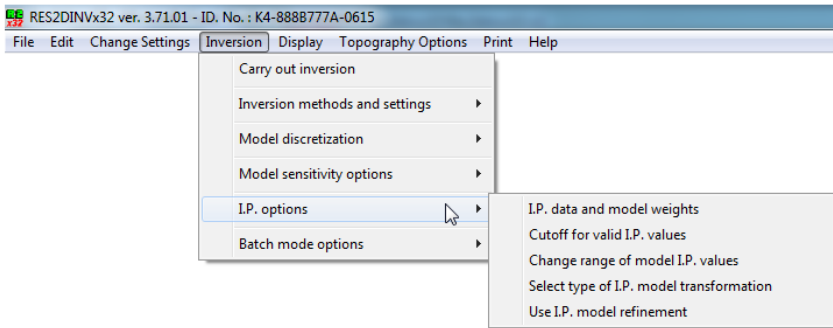 RES2DINVx32 ver. 3.71.01 - ID. No. : K4-888B777A-0615
File Edit Change Settings Inversion Display Topography Options Print Help
Carry out inversion
Inversion methods and settings
Model discretization
Model sensitivity options
I.P. options
Batch mode options
I.P. data and model weights
Cutoff for valid I.P. values
Change range of model I.P. values
Select type of I.P. model transformation
Use I.P. model refinement